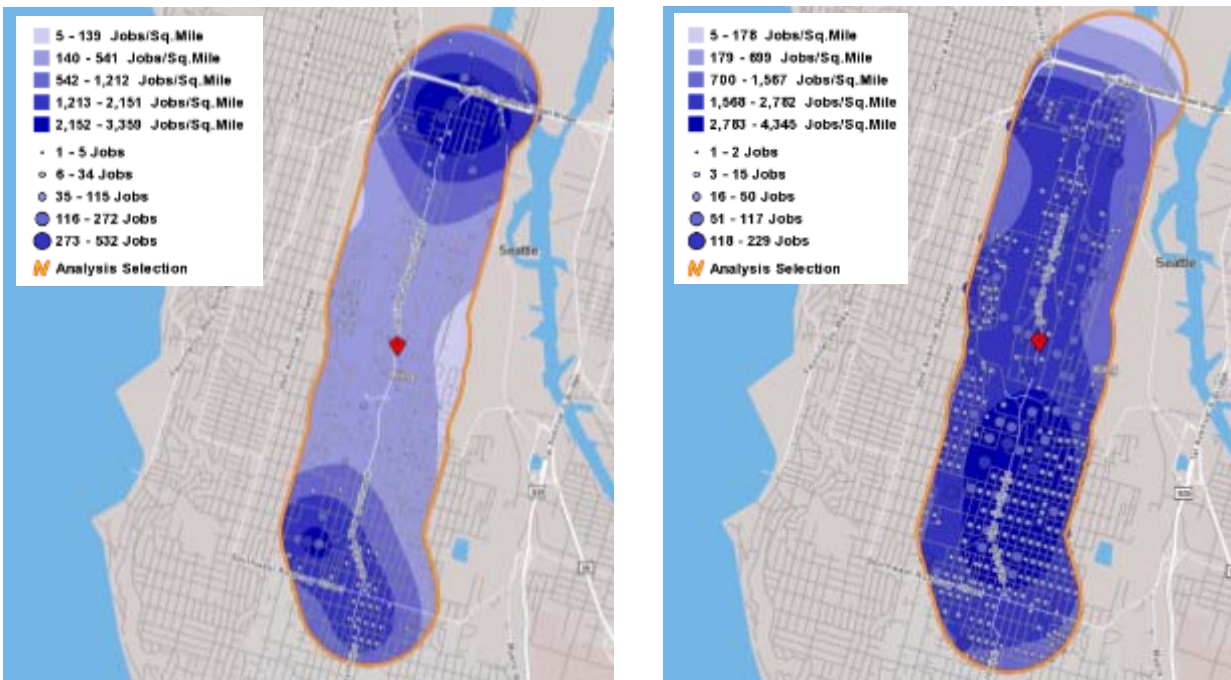 5 - 139 Jobs/Sq.Mile
140 - 541 Jobs/Sq.Mile
542 - 1,212 Jobs/Sq.Mile
1,213 - 2,151 Jobs/Sq.Mile
2,152 - 3,359 Jobs/Sq.Mile
1 - 5 Jobs
6 - 34 Jobs
35 - 115 Jobs
116 - 272 Jobs
273 - 532 Jobs
Analysis Selection
Seattle
5 - 178 Jobs/Sq.Mile
179 - 699 Jobs/Sq.Mile
700 - 1,567 Jobs/Sq.Mile
1,568 - 2,782 Jobs/Sq.Mile
2,783 - 4,345 Jobs/Sq.Mile
1 - 2 Jobs
3 - 15 Jobs
16 - 50 Jobs
51 - 117 Jobs
118 - 229 Jobs
Analysis Selection
Seattle